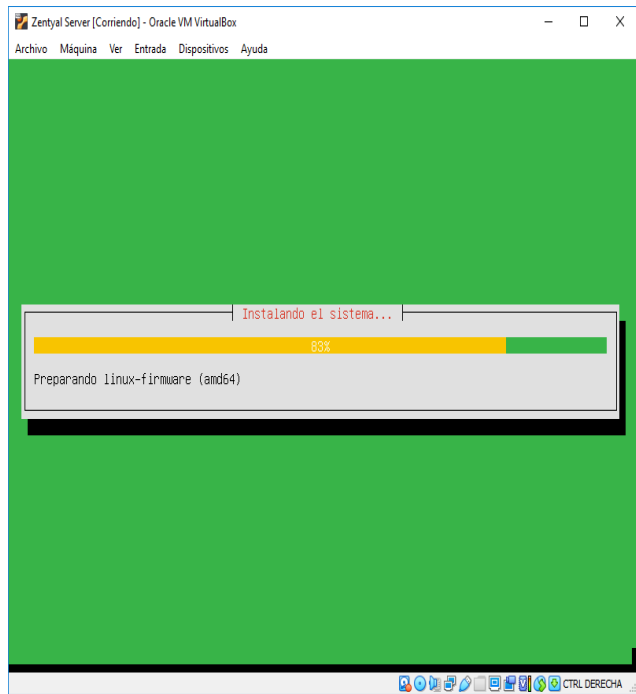 Zentyal Server [Corriendo] - Oracle VM VirtualBox
Archivo Máquina Ver Entrada Dispositivos Ayuda
Instalando el sistema...
83%
Preparando linux-firmware (amd64)
CTRL DERECHA